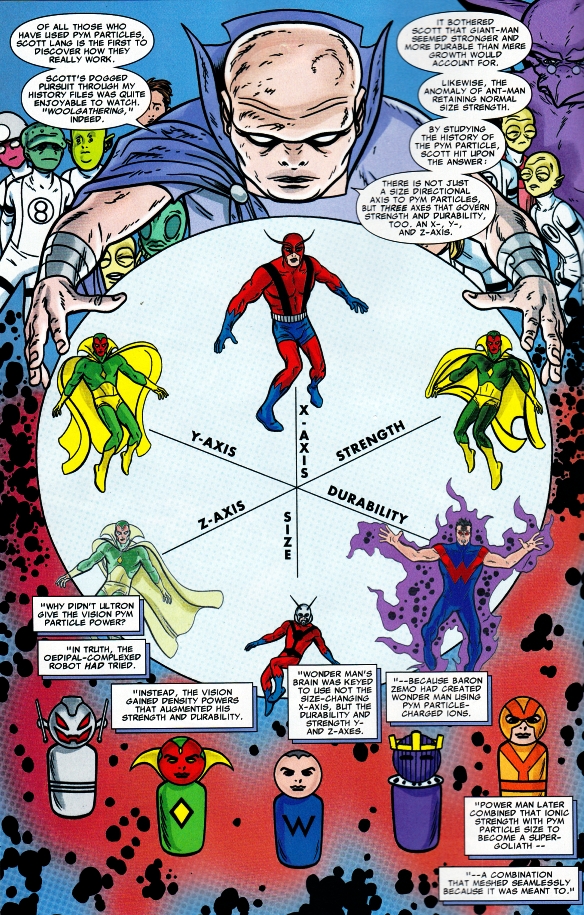 OF ALL THOSE WHO
HAVE USED PYM PARTICLES,
SCOTT LANG IS THE FIRST TO
DISCOVER HOW THEY
REALLY WORK.
SCOTT'S DOGGED
PURSUIT THROUGH MY
HISTORY FILES WAS QUITE
ENJOYABLE TO WATCH.
"WOOLGATHERING,"
INDEED.
IT BOTHERED
SCOTT THAT GIANT-MAN
SEEMED STRONGER AND
MORE DURABLE THAN MERE
GROWTH WOULD
ACCOUNT FOR.
LIKEWISE, THE
ANOMALY OF ANT-MAN
RETAINING NORMAL
SIZE STRENGTH.
BY STUDYING
THE HISTORY OF
THE PYM PARTICLE,
SCOTT HIT UPON
THE ANSWER:
THERE IS NOT JUST
A SIZE DIRECTIONAL
AXIS TO PYM PARTICLES,
BUT THREE AXES THAT GOVERN
STRENGTH AND DURABILITY,
TOO. AN X-, Y-,
AND Z-AXIS.
8
X-AXIS
Y-AXIS
STRENGTH
Z-AXIS
DURABILITY
SIZE
W
"WHY DIDN'T ULTRON
GIVE THE VISION PYM
PARTICLE POWER?
"IN TRUTH, THE
OEDIPAL-COMPLEXED
ROBOT HAD TRIED.
"INSTEAD, THE VISION
GAINED DENSITY POWERS
THAT AUGMENTED HIS
STRENGTH AND DURABILITY.
"WONDER MAN'S
BRAIN WAS KEYED
TO USE NOT THE
SIZE-CHANGING
X-AXIS, BUT THE
DURABILITY AND
STRENGTH Y-
AND Z-AXES.
"--BECAUSE BARON
ZEMO HAD CREATED
WONDER MAN USING
PYM PARTICLE-
CHARGED IONS.
W
"POWER MAN LATER
COMBINED THAT IONIC
STRENGTH WITH PYM
PARTICLE SIZE TO
BECOME A SUPER-
GOLIATH --
"--A COMBINATION
THAT MESHED SEAMLESSLY
BECAUSE IT WAS MEANT TO."